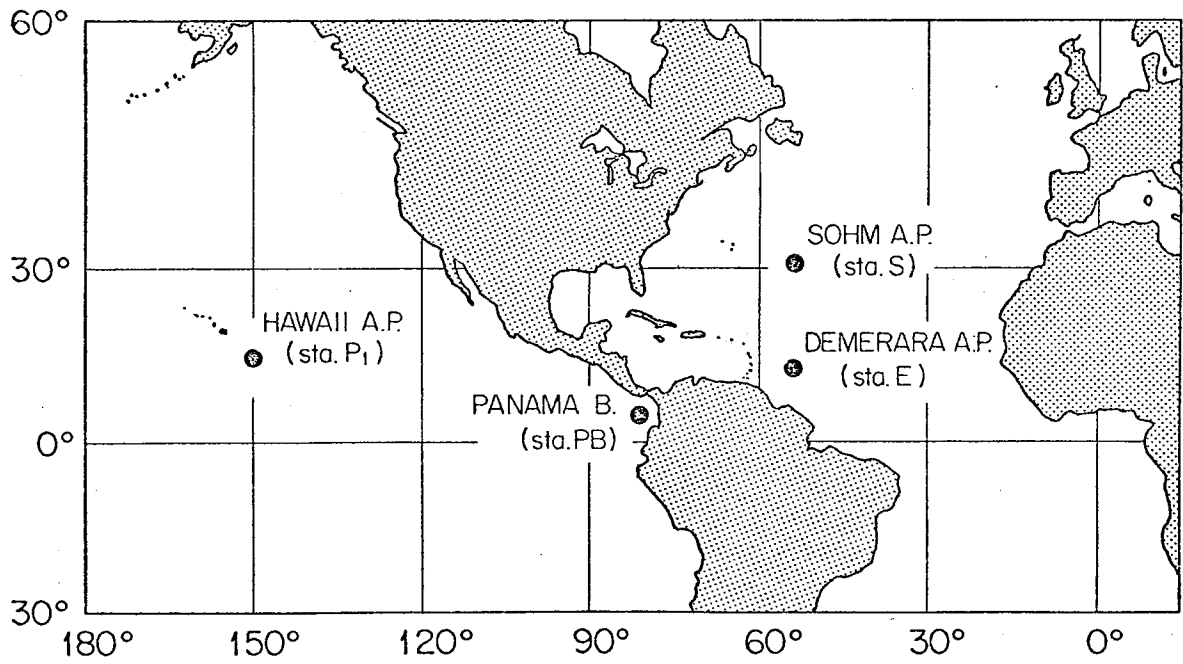 60°
SOHM A.P.
(sta. S)
30°
HAWAII A.P.
(sta. P₁)
DEMERARA A.P.
(sta. E)
PANAMA B.
(sta. PB)
0°
30°
180°
150°
120°
90°
60°
30°
0°